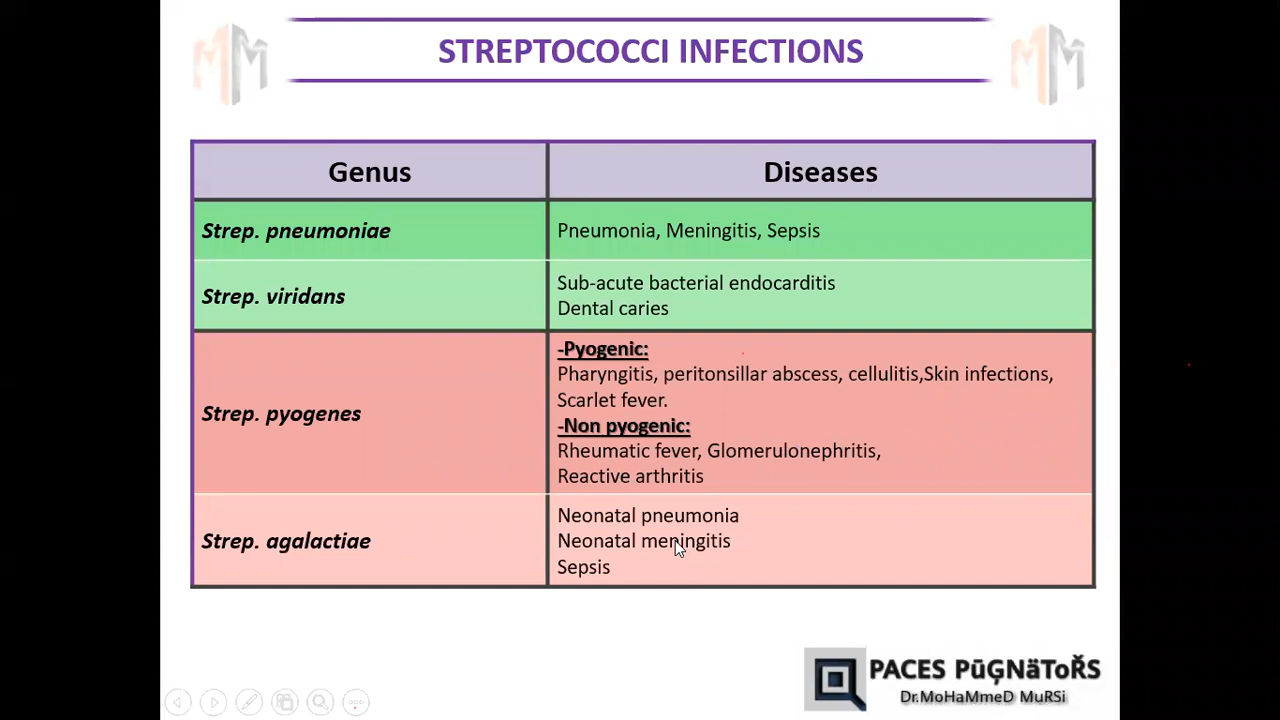 STREPTOCOCCI INFECTIONS
Genus
Diseases
Strep. pneumoniae
Pneumonia, Meningitis, Sepsis
Strep. viridans
Sub-acute bacterial endocarditis
Dental caries
Strep. pyogenes
-Pyogenic:
Pharyngitis, peritonsillar abscess, cellulitis,Skin infections,
Scarlet fever.
-Non pyogenic:
Rheumatic fever, Glomerulonephritis,
Reactive arthritis
Strep. agalactiae
Neonatal pneumonia
Neonatal meningitis
Sepsis
PACES PūĢNäToŘS
Dr.MoHaMmeD MuRSi